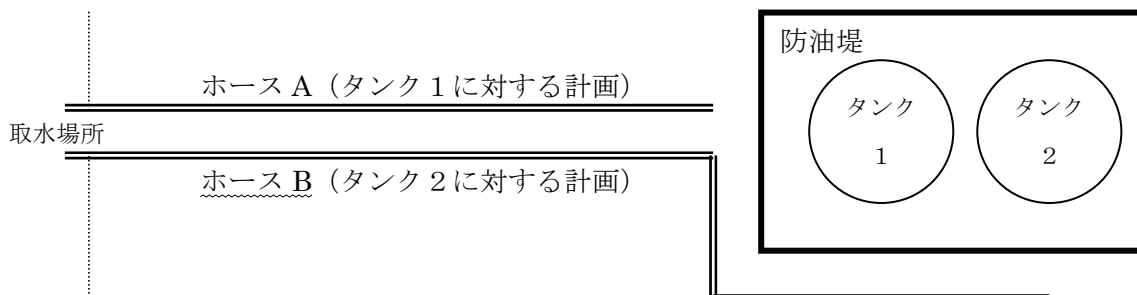 防油堤
ホース A（タンク１に対する計画）
タンク
１
タンク
２
取水場所
ホース B（タンク２に対する計画）